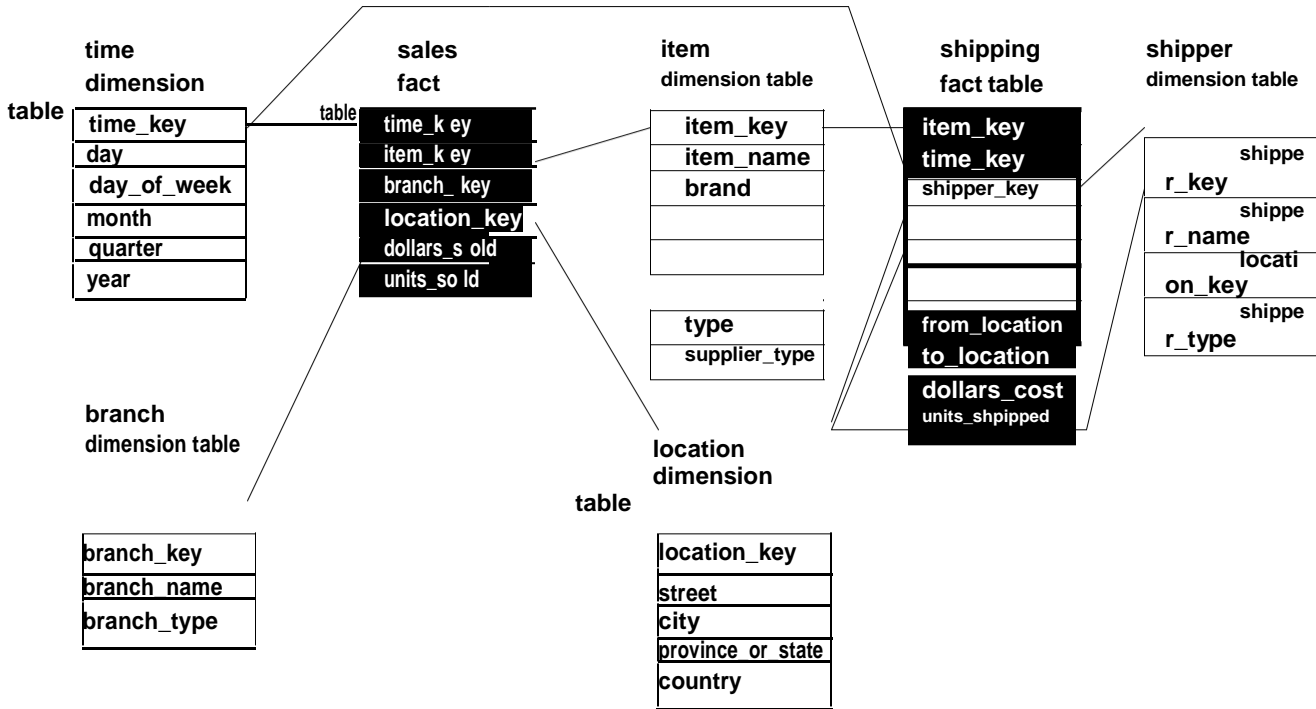 time
dimension
table
time_key
day
day_of_week
month
quarter
year
sales
fact
table
time_k ey
item_k ey
branch_ key
location_key
dollars_s old
units_so ld
item
dimension table
item_key
item_name
brand
type
supplier_type
shipping
fact table
item_key
time_key
shipper_key
from_location
to_location
dollars_cost
units_shpipped
shipper
dimension table
shippe
r_key
shippe
r_name
locati
on_key
shippe
r_type
branch
dimension table
branch_key
branch_name
branch_type
location
dimension
table
location_key
street
city
province_or_state
country